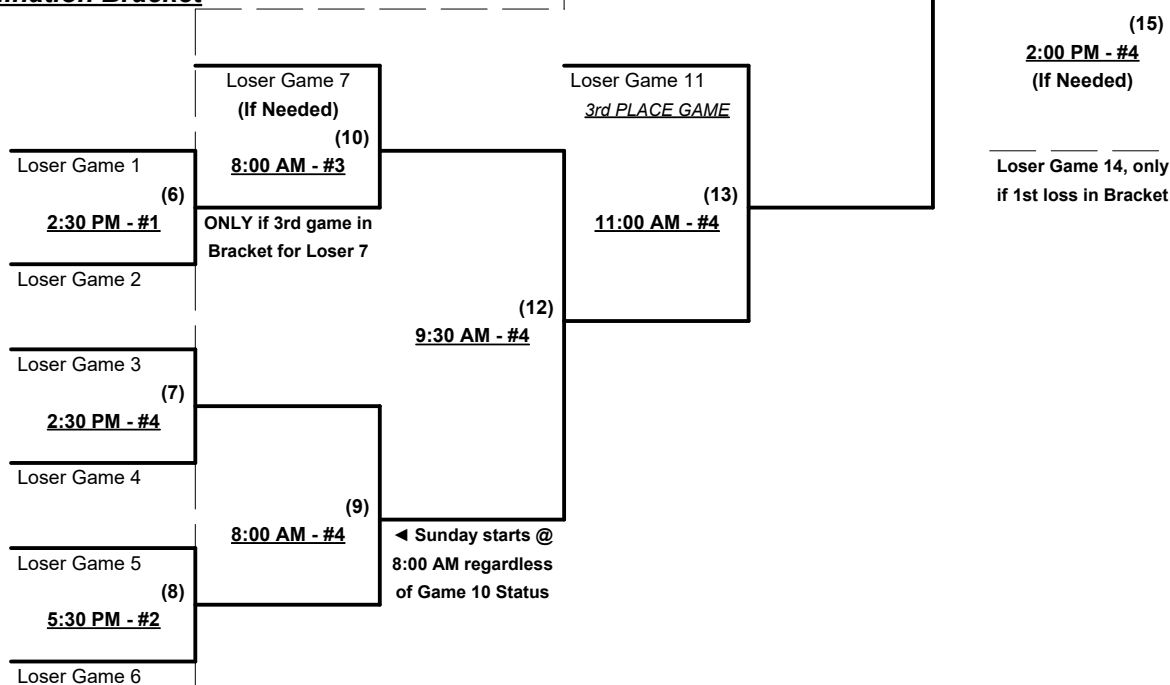 Bracket
(15)
2:00 PM - #4
(If Needed)
Loser Game 14, only
if 1st loss in Bracket
Loser Game 7
(If Needed)
(10)
8:00 AM - #3
ONLY if 3rd game in
Bracket for Loser 7
Loser Game 11
3rd PLACE GAME
(13)
11:00 AM - #4
Loser Game 1
(6)
2:30 PM - #1
Loser Game 2
(12)
9:30 AM - #4
Loser Game 3
(7)
2:30 PM - #4
Loser Game 4
(9)
8:00 AM - #4
◄ Sunday starts @
8:00 AM regardless
of Game 10 Status
Loser Game 5
(8)
5:30 PM - #2
Loser Game 6